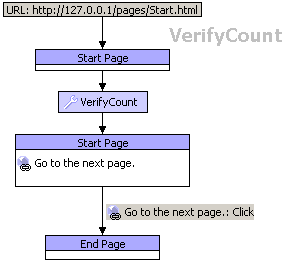 URL: http://127.0.0.1/pages/Start.html
VerifyCount
Start Page
VerifyCount
Start Page
Go to the next page.
Go to the next page.: Click
End Page